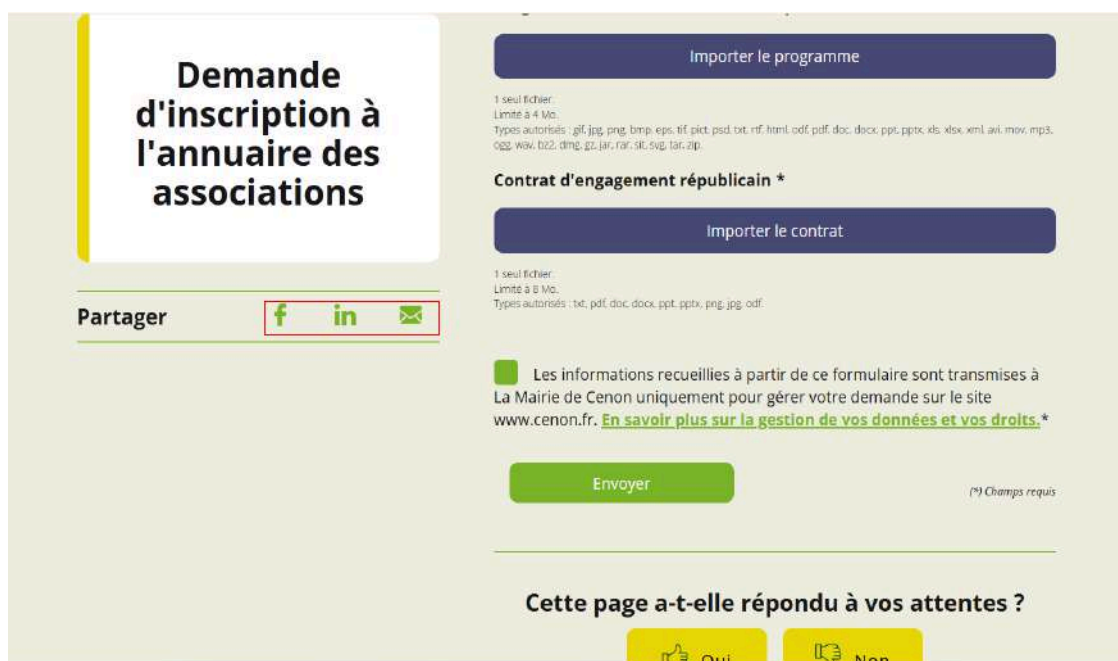 Demande
d'inscription à
l'annuaire des
associations
Partager
Importer le programme
1 seul fichier.
Limité à 4 Mo.
Types autorisés : gif, jpg, png, bmp, eps, tif, pict, psd, txt, rtf, html, odf, pdf, doc, docx, ppt, pptx, xls, xlsx, xml, avi, mov, mp3,
ogg, wav, bz2, dmg, gz, jar, rar, sit, svg, tar, zip.
Contrat d'engagement républicain *
Importer le contrat
1 seul fichier.
Limité à 8 Mo.
Types autorisés : txt, pdf, doc, docx, ppt, pptx, png, jpg, odf.
Les informations recueillies à partir de ce formulaire sont transmises à
La Mairie de Cenon uniquement pour gérer votre demande sur le site
www.cenon.fr. En savoir plus sur la gestion de vos données et vos droits.*
Envoyer
(*) Champs requis
Cette page a-t-elle répondu à vos attentes ?
Oui
Non